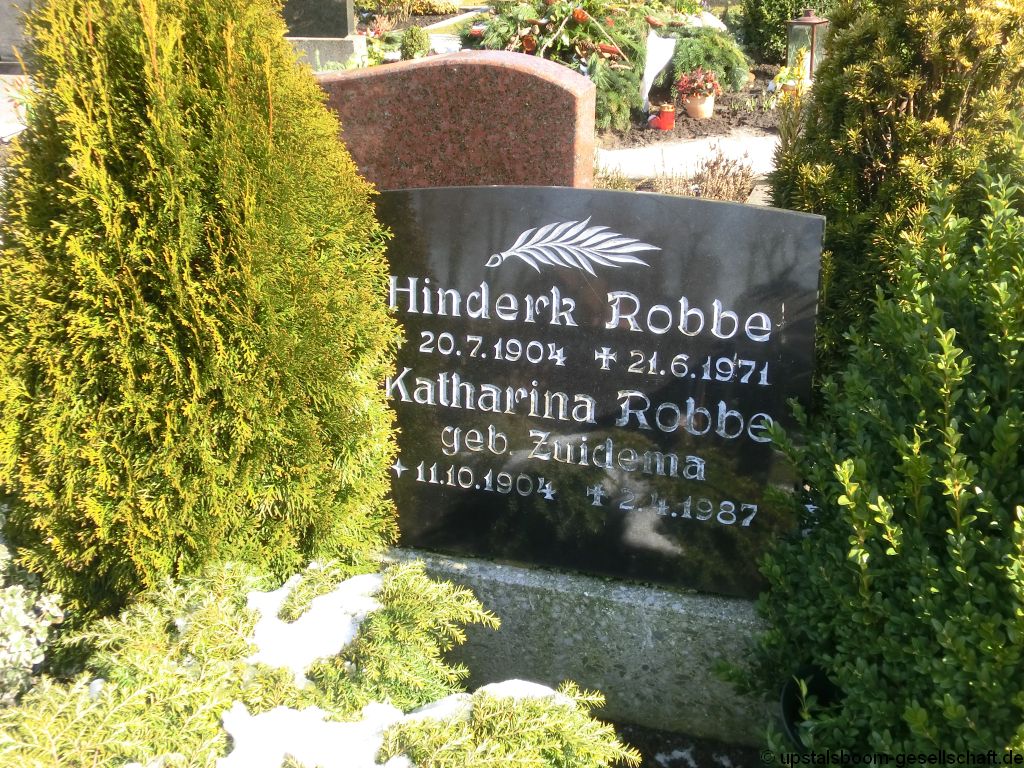 Hinderk Robbe
20.7.1904 ✝ 21.6.1971
Katharina Robbe
geb. Zuidema
✦ 11.10.1904 ✝ 2.4.1987
© upstalsboom-gesellschaft.de